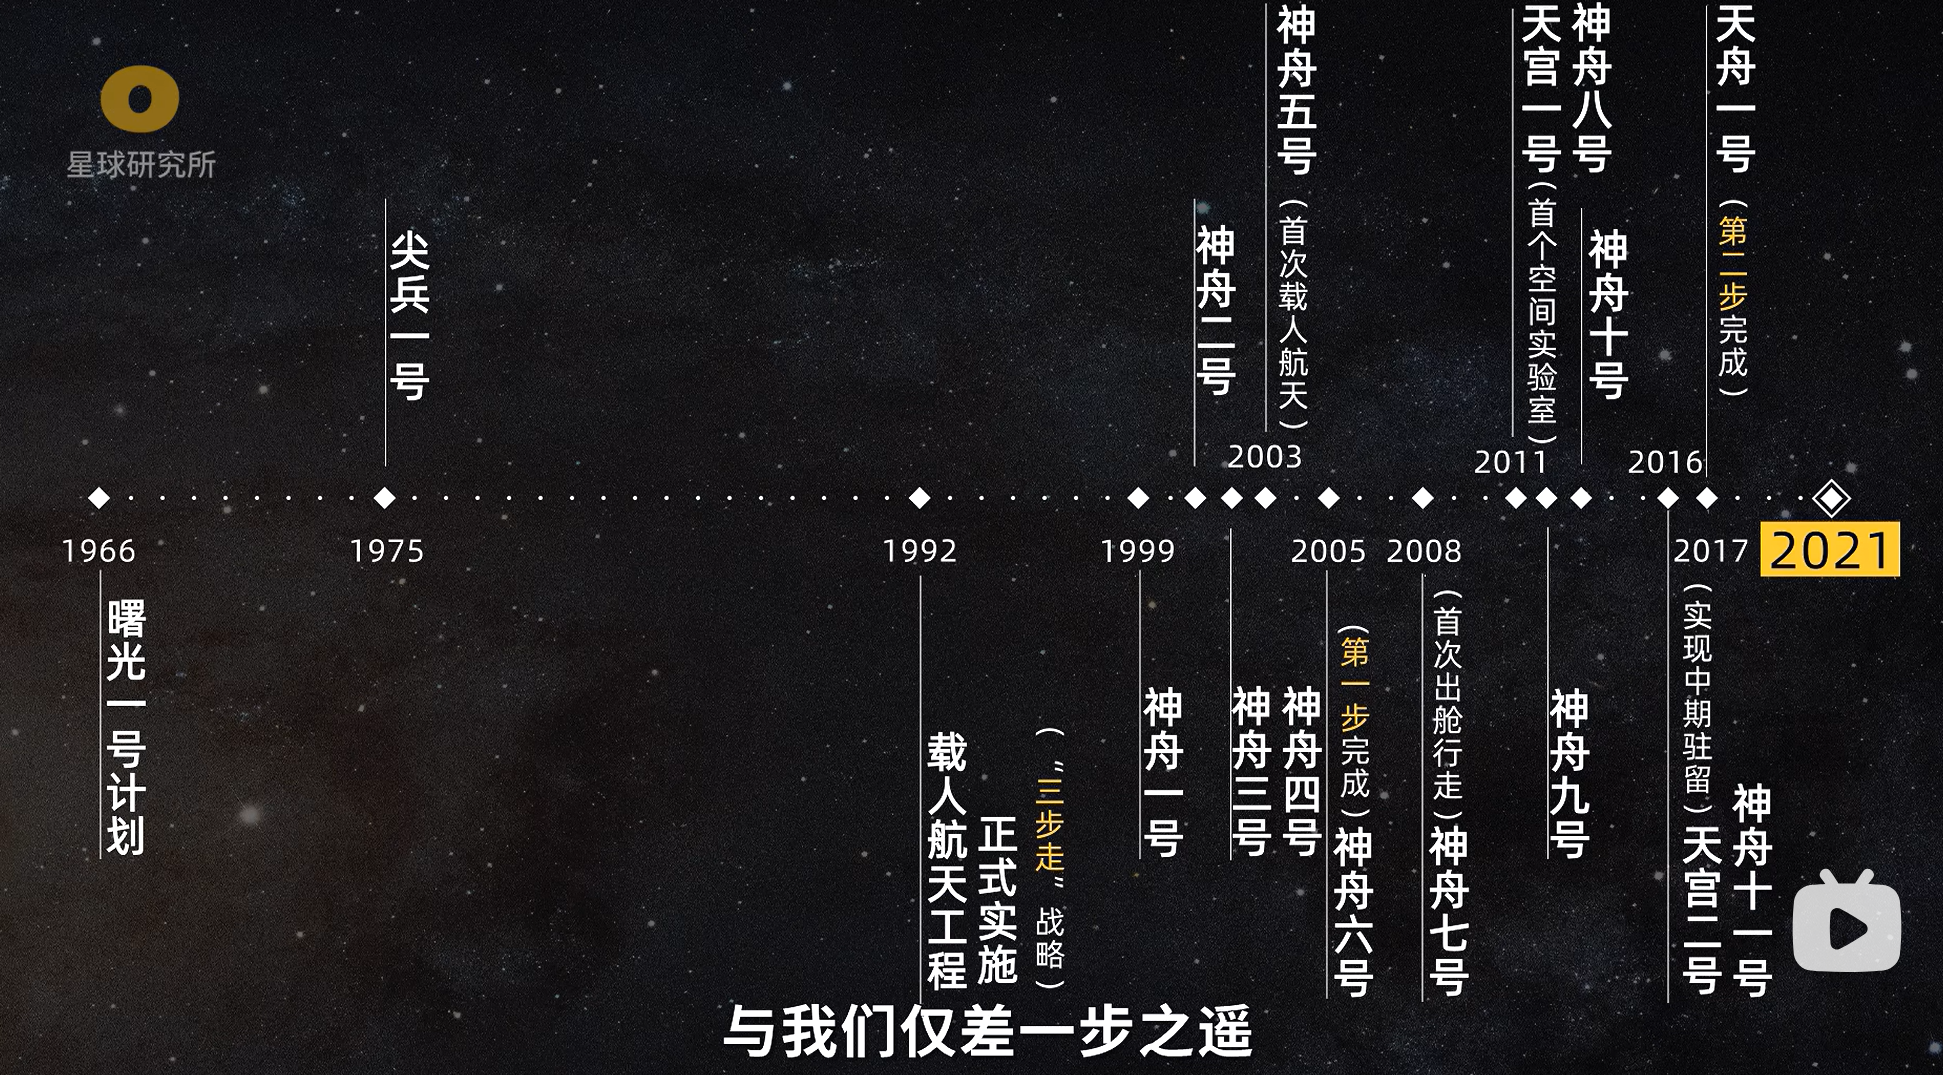 星球研究所
尖兵一号
神舟二号
神舟五号
(首次载人航天)
天宫一号
(首个空间实验室)
神舟八号
神舟十号
天舟一号
(第二步完成)
2003
2011
2016
1966
1975
1992
1999
2005
2008
2017
2021
曙光一号计划
载人航天工程
正式实施
(“三步走”战略)
神舟一号
神舟三号
神舟四号
(第一步完成)
神舟六号
(首次出舱行走)
神舟七号
神舟九号
(实现中期驻留)
天宫二号
神舟十一号
与我们仅差一步之遥